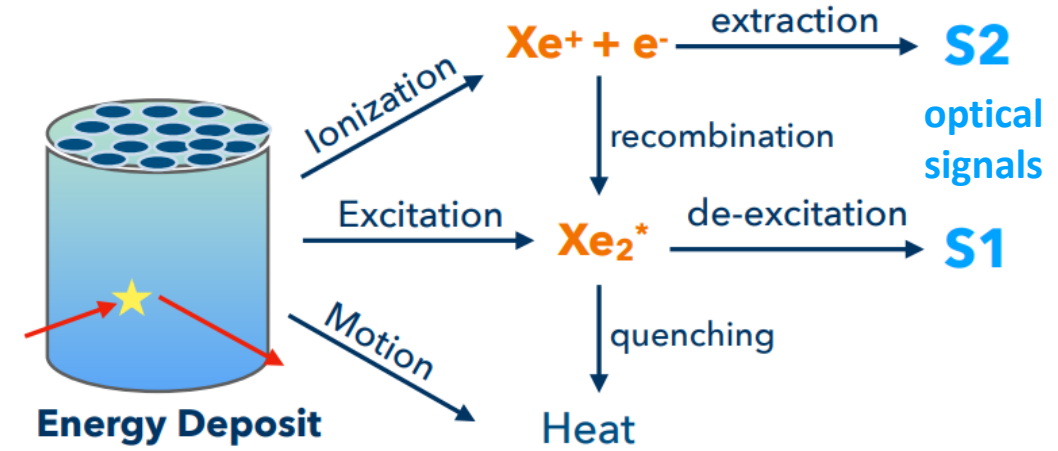 Xe⁺ + e⁻
extraction
S2
optical
signals
Ionization
recombination
Excitation
Xe₂*
de-excitation
S1
Motion
quenching
Energy Deposit
Heat